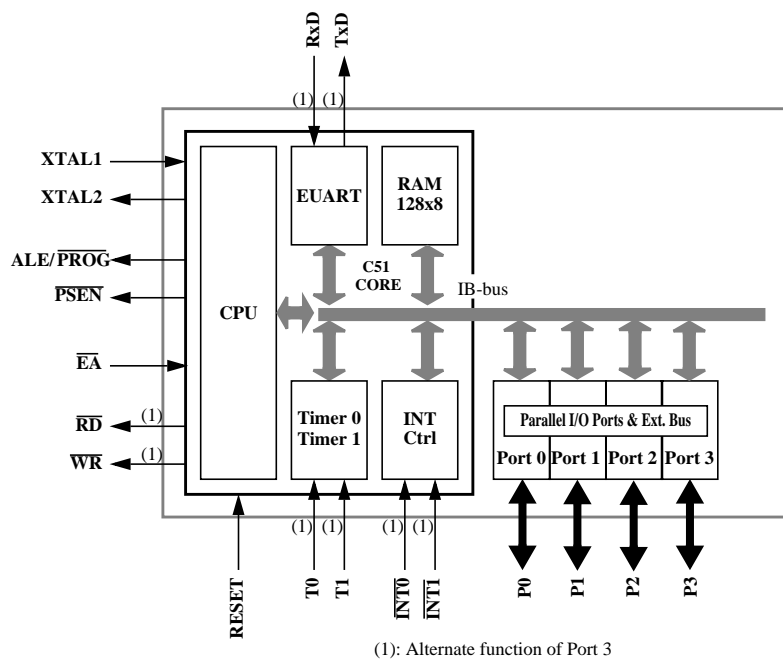 RxD
TxD
(1)
(1)
XTAL1
XTAL2
ALE/PROG
PSEN
EA
RD
(1)
WR
(1)
CPU
EUART
RAM
128x8
C51
CORE
IB-bus
Timer 0
Timer 1
INT
Ctrl
Parallel I/O Ports & Ext. Bus
Port 0
Port 1
Port 2
Port 3
(1)
(1)
(1)
(1)
RESET
T0
T1
INT0
INT1
P0
P1
P2
P3
(1): Alternate function of Port 3